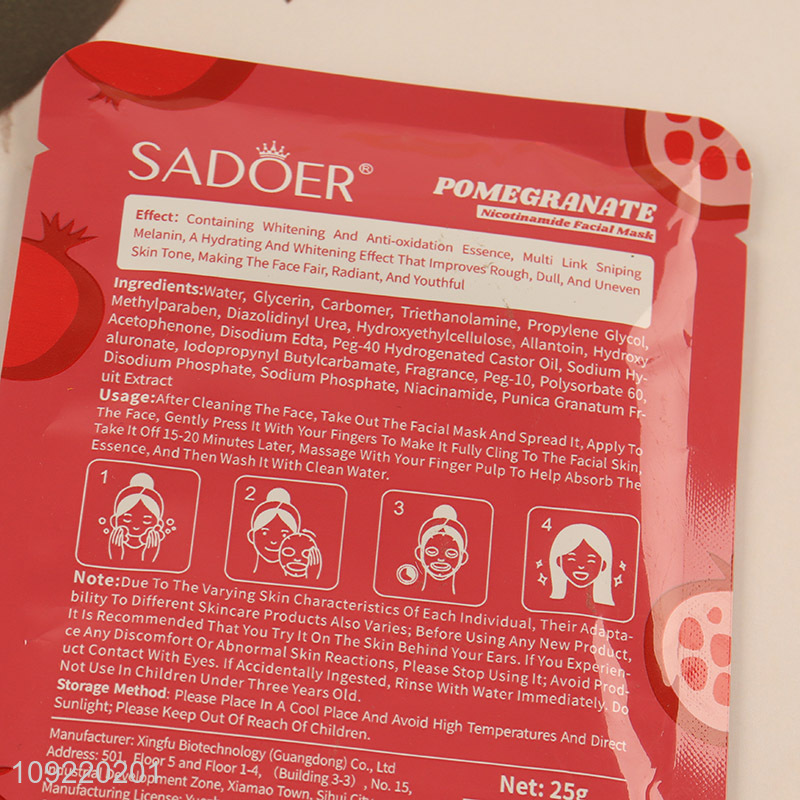 SADOER®
POMEGRANATE
Nicotinamide Facial Mask
Effect: Containing Whitening And Anti-oxidation Essence, Multi Link Sniping
Melanin, A Hydrating And Whitening Effect That Improves Rough, Dull, And Uneven
Skin Tone, Making The Face Fair, Radiant, And Youthful
Ingredients:Water, Glycerin, Carbomer, Triethanolamine, Propylene Glycol,
Methylparaben, Diazolidinyl Urea, Hydroxyethylcellulose, Allantoin, Hydroxy
Acetophenone, Disodium Edta, Peg-40 Hydrogenated Castor Oil, Sodium Hy-
aluronate, Iodopropynyl Butylcarbamate, Fragrance, Peg-10, Polysorbate 60,
Disodium Phosphate, Sodium Phosphate, Niacinamide, Punica Granatum Fr-
uit Extract
Usage:After Cleaning The Face, Take Out The Facial Mask And Spread It, Apply To
The Face, Gently Press It With Your Fingers To Make It Fully Cling To The Facial Skin,
Take It Off 15-20 Minutes Later, Massage With Your Finger Pulp To Help Absorb The
Essence, And Then Wash It With Clean Water.
1
2
3
4
Note:Due To The Varying Skin Characteristics Of Each Individual, Their Adapta-
bility To Different Skincare Products Also Varies; Before Using Any New Product,
It Is Recommended That You Try It On The Skin Behind Your Ears. If You Experien-
ce Any Discomfort Or Abnormal Skin Reactions, Please Stop Using It; Avoid Prod-
uct Contact With Eyes. If Accidentally Ingested, Rinse With Water Immediately. Do
Not Use In Children Under Three Years Old.
Storage Method: Please Place In A Cool Place And Avoid High Temperatures And Direct
Sunlight; Please Keep Out Of Reach Of Children.
Manufacturer: Xingfu Biotechnology (Guangdong) Co., Ltd
Address: 501, Floor 5 and Floor 1-4, (Building 3-3), No. 15,
Industrial Development Zone, Xiamao Town, Sihui City
Manufacturing License:
Net: 25g
109220201